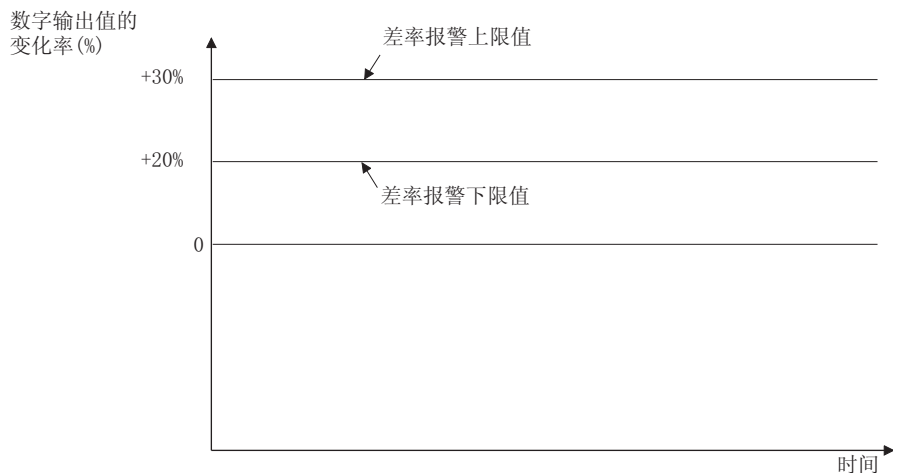 数字输出值的
变化率(%)
差率报警上限值
+30%
+20%
差率报警下限值
0
时间